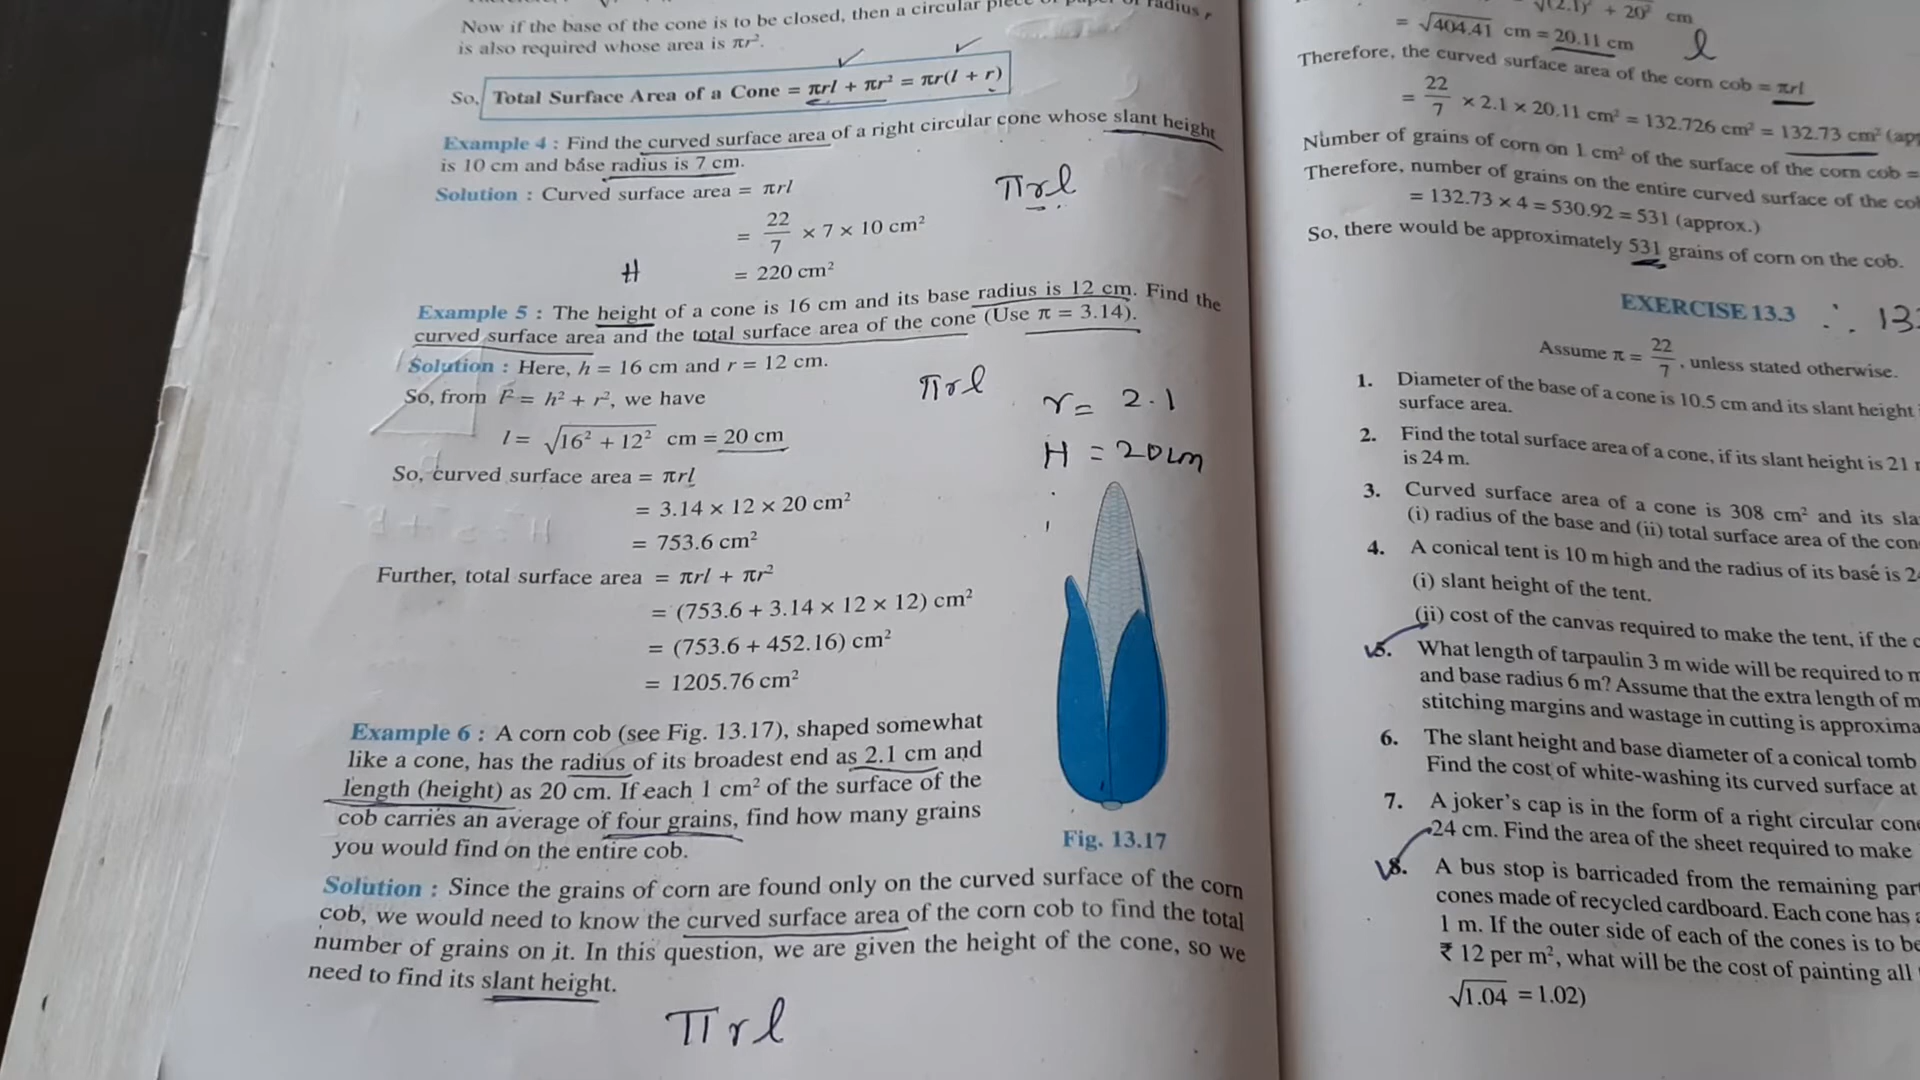 Now if the base of the cone is to be closed, then a circular piece of paper of radius r
is also required whose area is πr².
So, Total Surface Area of a Cone = πrl + πr² = πr(l + r)
Example 4 : Find the curved surface area of a right circular cone whose slant height
is 10 cm and base radius is 7 cm.
Solution : Curved surface area = πrl
πrl
= 22/7 × 7 × 10 cm²
H
= 220 cm²
Example 5 : The height of a cone is 16 cm and its base radius is 12 cm. Find the
curved surface area and the total surface area of the cone (Use π = 3.14).
Solution : Here, h = 16 cm and r = 12 cm.
So, from l² = h² + r², we have
πrl
r = 2.1
l = √16² + 12² cm = 20 cm
H = 20cm
So, curved surface area = πrl
= 3.14 × 12 × 20 cm²
= 753.6 cm²
Further, total surface area = πrl + πr²
= (753.6 + 3.14 × 12 × 12) cm²
= (753.6 + 452.16) cm²
= 1205.76 cm²
Example 6 : A corn cob (see Fig. 13.17), shaped somewhat
like a cone, has the radius of its broadest end as 2.1 cm and
length (height) as 20 cm. If each 1 cm² of the surface of the
cob carries an average of four grains, find how many grains
you would find on the entire cob.
Fig. 13.17
Solution : Since the grains of corn are found only on the curved surface of the corn
cob, we would need to know the curved surface area of the corn cob to find the total
number of grains on it. In this question, we are given the height of the cone, so we
need to find its slant height.
πrl
√(2.1)² + 20² cm
= √404.41 cm = 20.11 cm
l
Therefore, the curved surface area of the corn cob = πrl
= 22/7 × 2.1 × 20.11 cm² = 132.726 cm² = 132.73 cm²
Number of grains of corn on 1 cm² of the surface of the corn cob =
Therefore, number of grains on the entire curved surface of the
= 132.73 × 4 = 530.92 = 531 (approx.)
So, there would be approximately 531 grains of corn on the cob.
EXERCISE 13.3
∴ 13
Assume π = 22/7, unless stated otherwise.
1. Diameter of the base of a cone is 10.5 cm and its slant height
surface area.
2. Find the total surface area of a cone, if its slant height is 21
is 24 m.
3. Curved surface area of a cone is 308 cm² and its
(i) radius of the base and (ii) total surface area of the
4. A conical tent is 10 m high and the radius of its base is
(i) slant height of the tent.
(ii) cost of the canvas required to make the tent, if the
5. What length of tarpaulin 3 m wide will be required to
and base radius 6 m? Assume that the extra length of
stitching margins and wastage in cutting is
6. The slant height and base diameter of a conical tomb
Find the cost of white-washing its curved surface at
7. A joker's cap is in the form of a right circular
24 cm. Find the area of the sheet required to make
8. A bus stop is barricaded from the remaining
cones made of recycled cardboard. Each cone has
1 m. If the outer side of each of the cones is to be
₹ 12 per m², what will be the cost of painting all
√1.04 = 1.02)